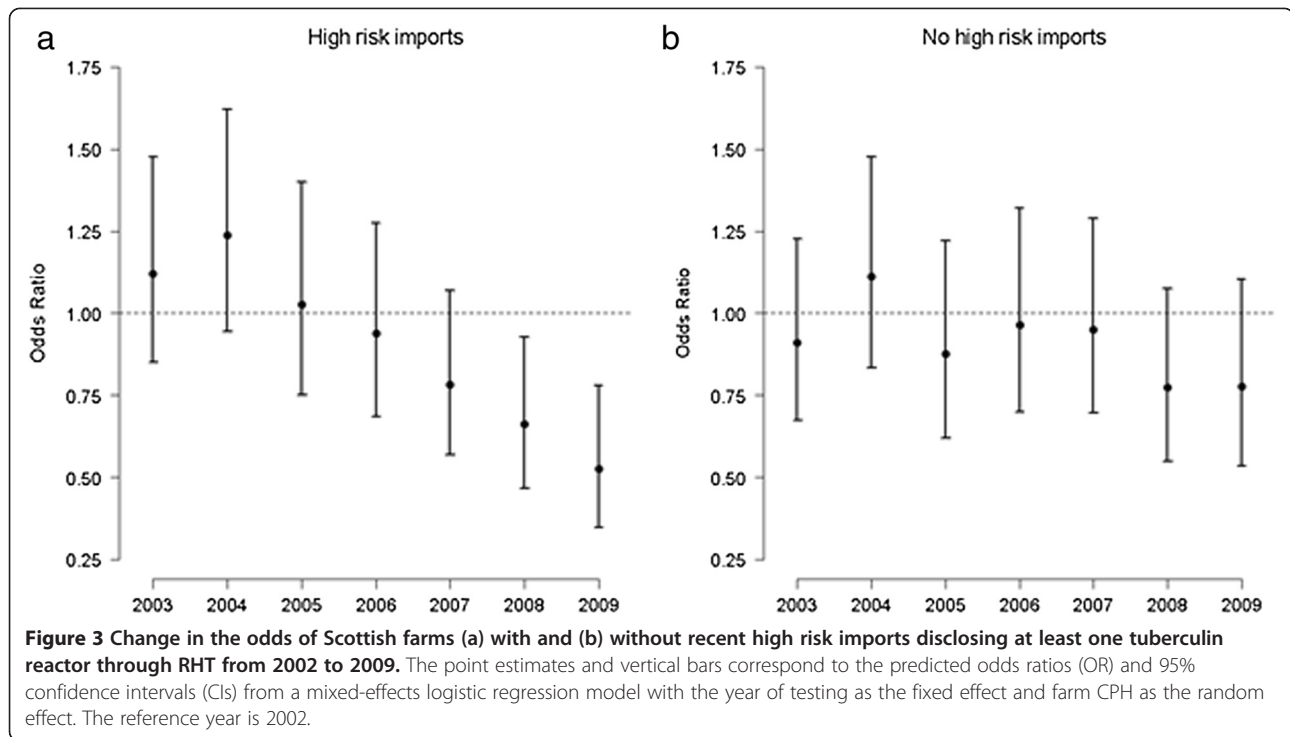 a
High risk imports
1.75
1.50
1.25
1.00
0.75
0.50
0.25
Odds Ratio
2003 2004 2005 2006 2007 2008 2009
b
No high risk imports
1.75
1.50
1.25
1.00
0.75
0.50
0.25
Odds Ratio
2003 2004 2005 2006 2007 2008 2009
Figure 3 Change in the odds of Scottish farms (a) with and (b) without recent high risk imports disclosing at least one tuberculin
reactor through RHT from 2002 to 2009. The point estimates and vertical bars correspond to the predicted odds ratios (OR) and 95%
confidence intervals (CIs) from a mixed-effects logistic regression model with the year of testing as the fixed effect and farm CPH as the random
effect. The reference year is 2002.